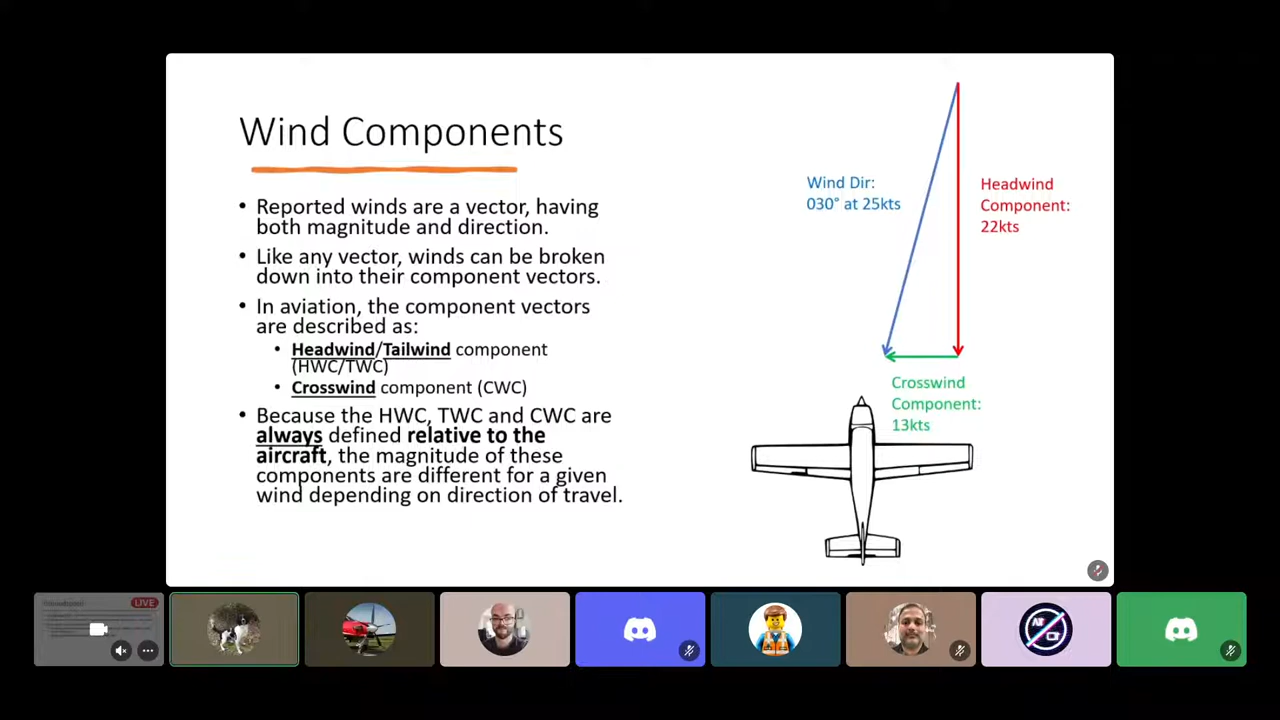 Wind Components
• Reported winds are a vector, having
both magnitude and direction.
• Like any vector, winds can be broken
down into their component vectors.
• In aviation, the component vectors
are described as:
• Headwind/Tailwind component
(HWC/TWC)
• Crosswind component (CWC)
• Because the HWC, TWC and CWC are
always defined relative to the
aircraft, the magnitude of these
components are different for a given
wind depending on direction of travel.
Wind Dir:
030° at 25kts
Headwind
Component:
22kts
Crosswind
Component:
13kts
LIVE